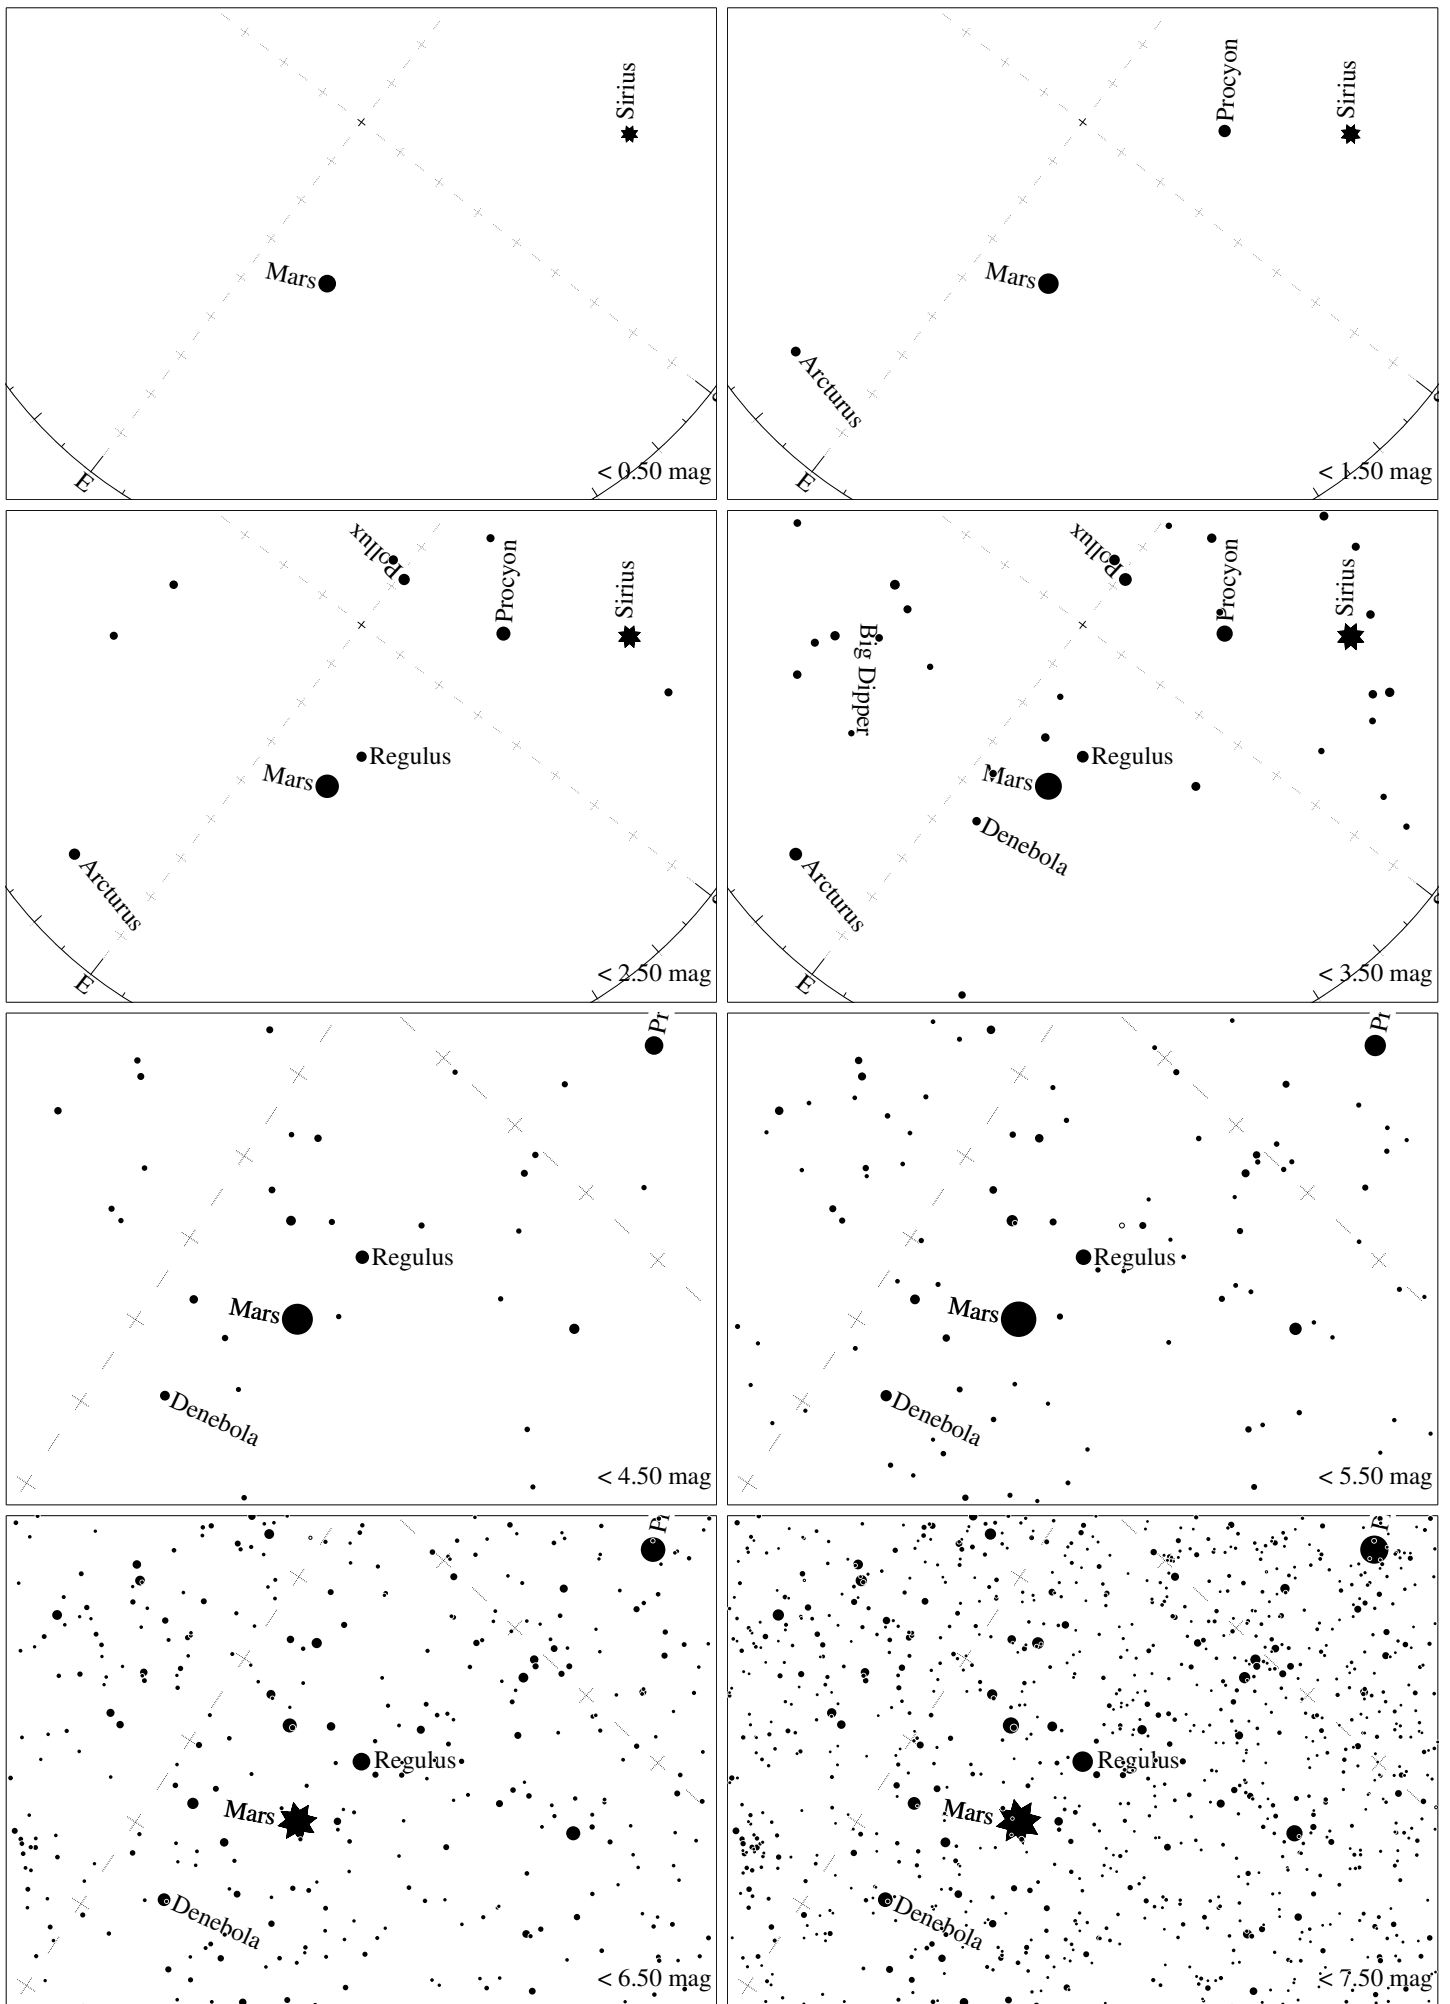 Sirius
Mars
E
< 0.50 mag
Procyon
Sirius
Mars
Arcturus
E
< 1.50 mag
Pollux
Procyon
Sirius
Regulus
Mars
Arcturus
E
< 2.50 mag
Pollux
Procyon
Sirius
Big Dipper
Regulus
Mars
Denebola
Arcturus
E
< 3.50 mag
Pr
Regulus
Mars
Denebola
< 4.50 mag
Pr
Regulus
Mars
Denebola
< 5.50 mag
Regulus
Mars
Denebola
< 6.50 mag
Regulus
Mars
Denebola
< 7.50 mag